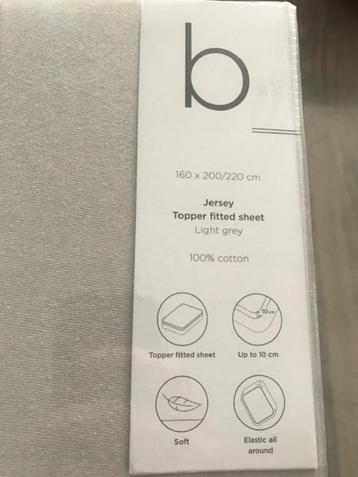 b
160 x 200/220 cm
Jersey
Topper fitted sheet
Light grey
100% cotton
10 cm
Topper fitted sheet
Up to 10 cm
Soft
Elastic all
around